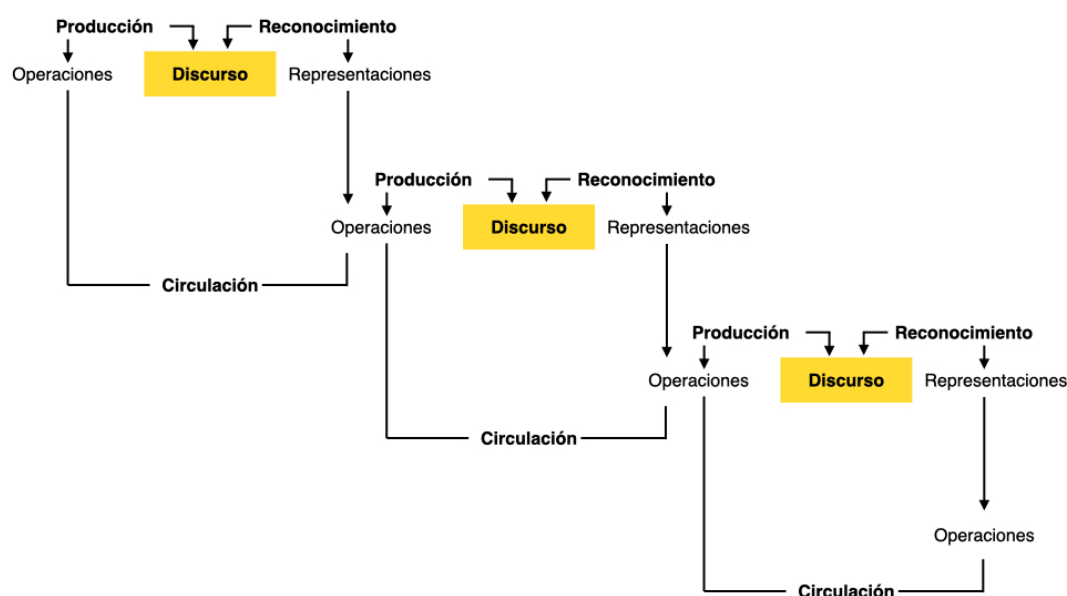 Producción Reconocimiento
Operaciones Discurso Representaciones
Producción Reconocimiento
Operaciones Discurso Representaciones
Circulación
Producción Reconocimiento
Operaciones Discurso Representaciones
Circulación
Operaciones
Circulación